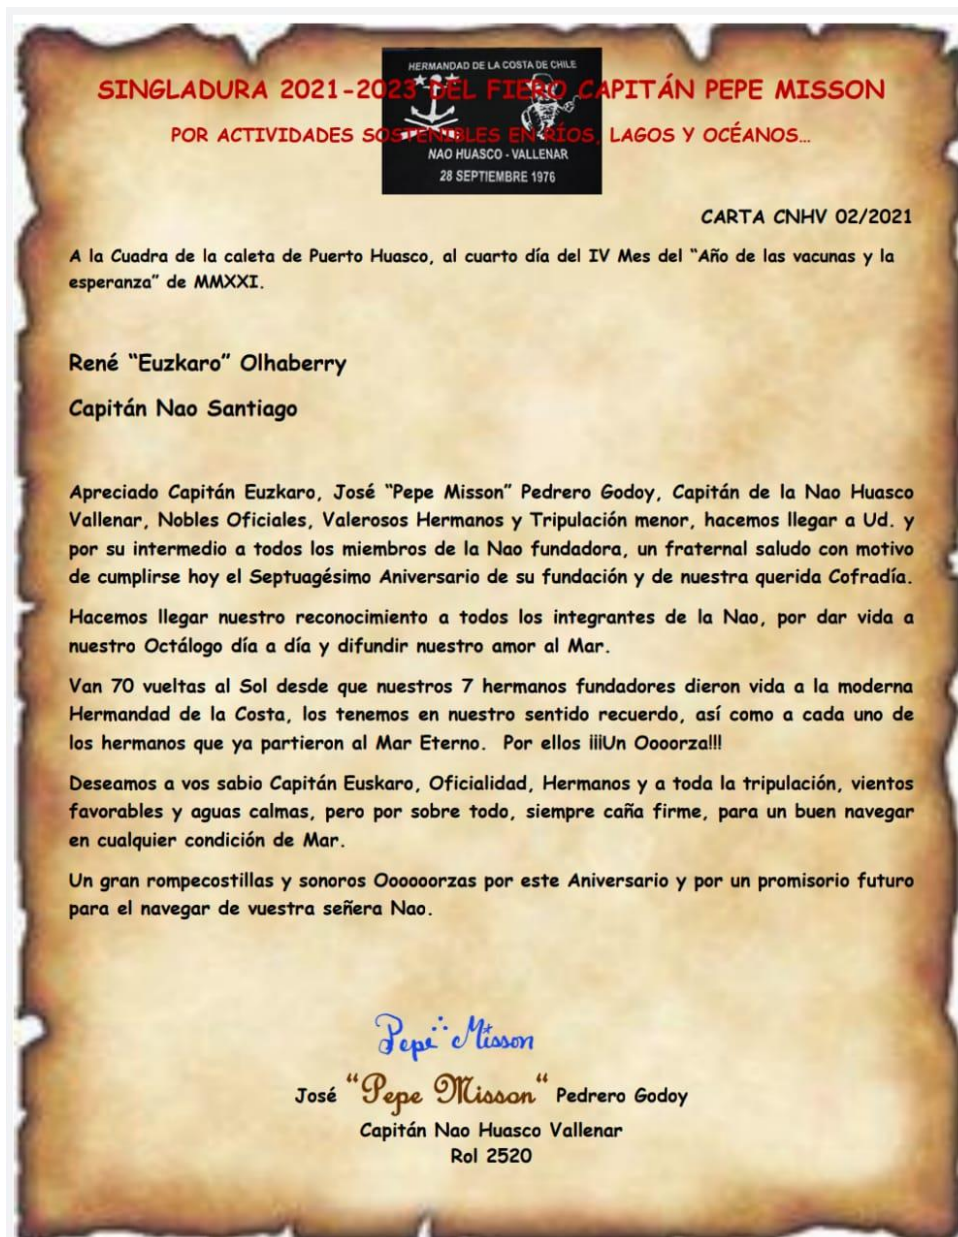 HERMANDAD DE LA COSTA DE CHILE
SINGLADURA 2021-2023 DEL FIERO CAPITÁN PEPE MISSON
POR ACTIVIDADES SOSTENIBLES EN RÍOS, LAGOS Y OCÉANOS...
NAO HUASCO - VALLENAR
28 SEPTIEMBRE 1976
CARTA CNHV 02/2021
A la Cuadra de la caleta de Puerto Huasco, al cuarto día del IV Mes del “Año de las vacunas y la
esperanza” de MMXXI.
René “Euzkaro” Olhaberry
Capitán Nao Santiago
Apreciado Capitán Euzkaro, José “Pepe Misson” Pedrero Godoy, Capitán de la Nao Huasco
Vallenar, Nobles Oficiales, Valerosos Hermanos y Tripulación menor, hacemos llegar a Ud. y
por su intermedio a todos los miembros de la Nao fundadora, un fraternal saludo con motivo
de cumplirse hoy el Septuagésimo Aniversario de su fundación y de nuestra querida Cofradía.
Hacemos llegar nuestro reconocimiento a todos los integrantes de la Nao, por dar vida a
nuestro Octálogo día a día y difundir nuestro amor al Mar.
Van 70 vueltas al Sol desde que nuestros 7 hermanos fundadores dieron vida a la moderna
Hermandad de la Costa, los tenemos en nuestro sentido recuerdo, así como a cada uno de
los hermanos que ya partieron al Mar Eterno. Por ellos ¡¡¡Un Oooorza!!!
Deseamos a vos sabio Capitán Euskaro, Oficialidad, Hermanos y a toda la tripulación, vientos
favorables y aguas calmas, pero por sobre todo, siempre caña firme, para un buen navegar
en cualquier condición de Mar.
Un gran rompecostillas y sonoros Oooooorzas por este Aniversario y por un promisorio futuro
para el navegar de vuestra señera Nao.
Pepe Misson
José “Pepe Misson“ Pedrero Godoy
Capitán Nao Huasco Vallenar
Rol 2520